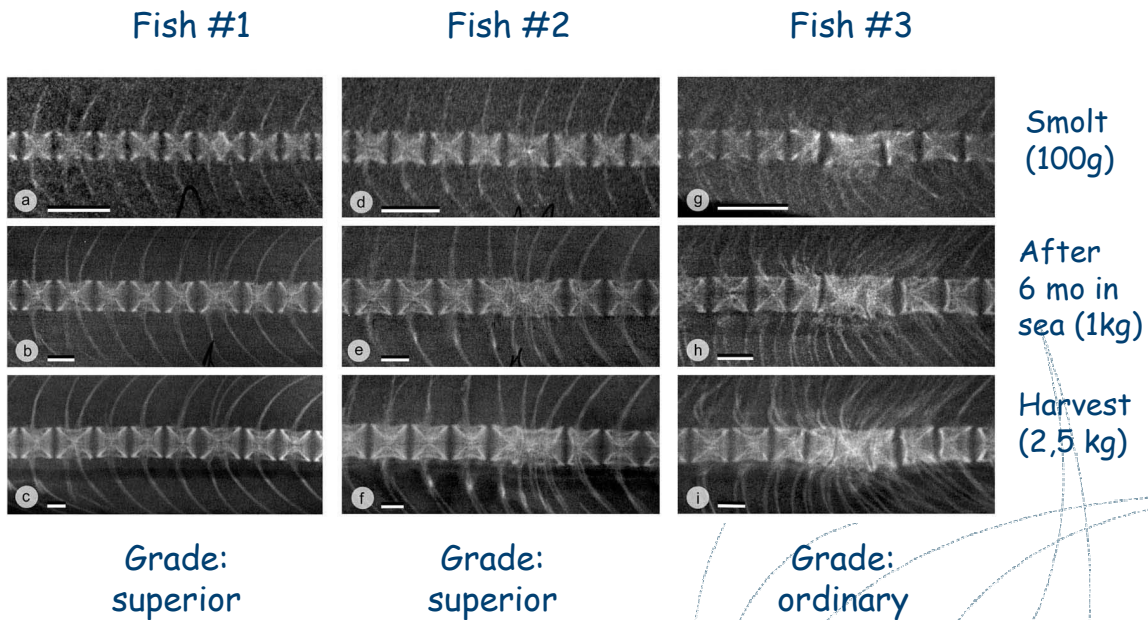 Fish #1
Fish #2
Fish #3
a
d
g
Smolt
(100g)
b
e
h
After
6 mo in
sea (1kg)
c
f
i
Harvest
(2,5 kg)
Grade:
superior
Grade:
superior
Grade:
ordinary